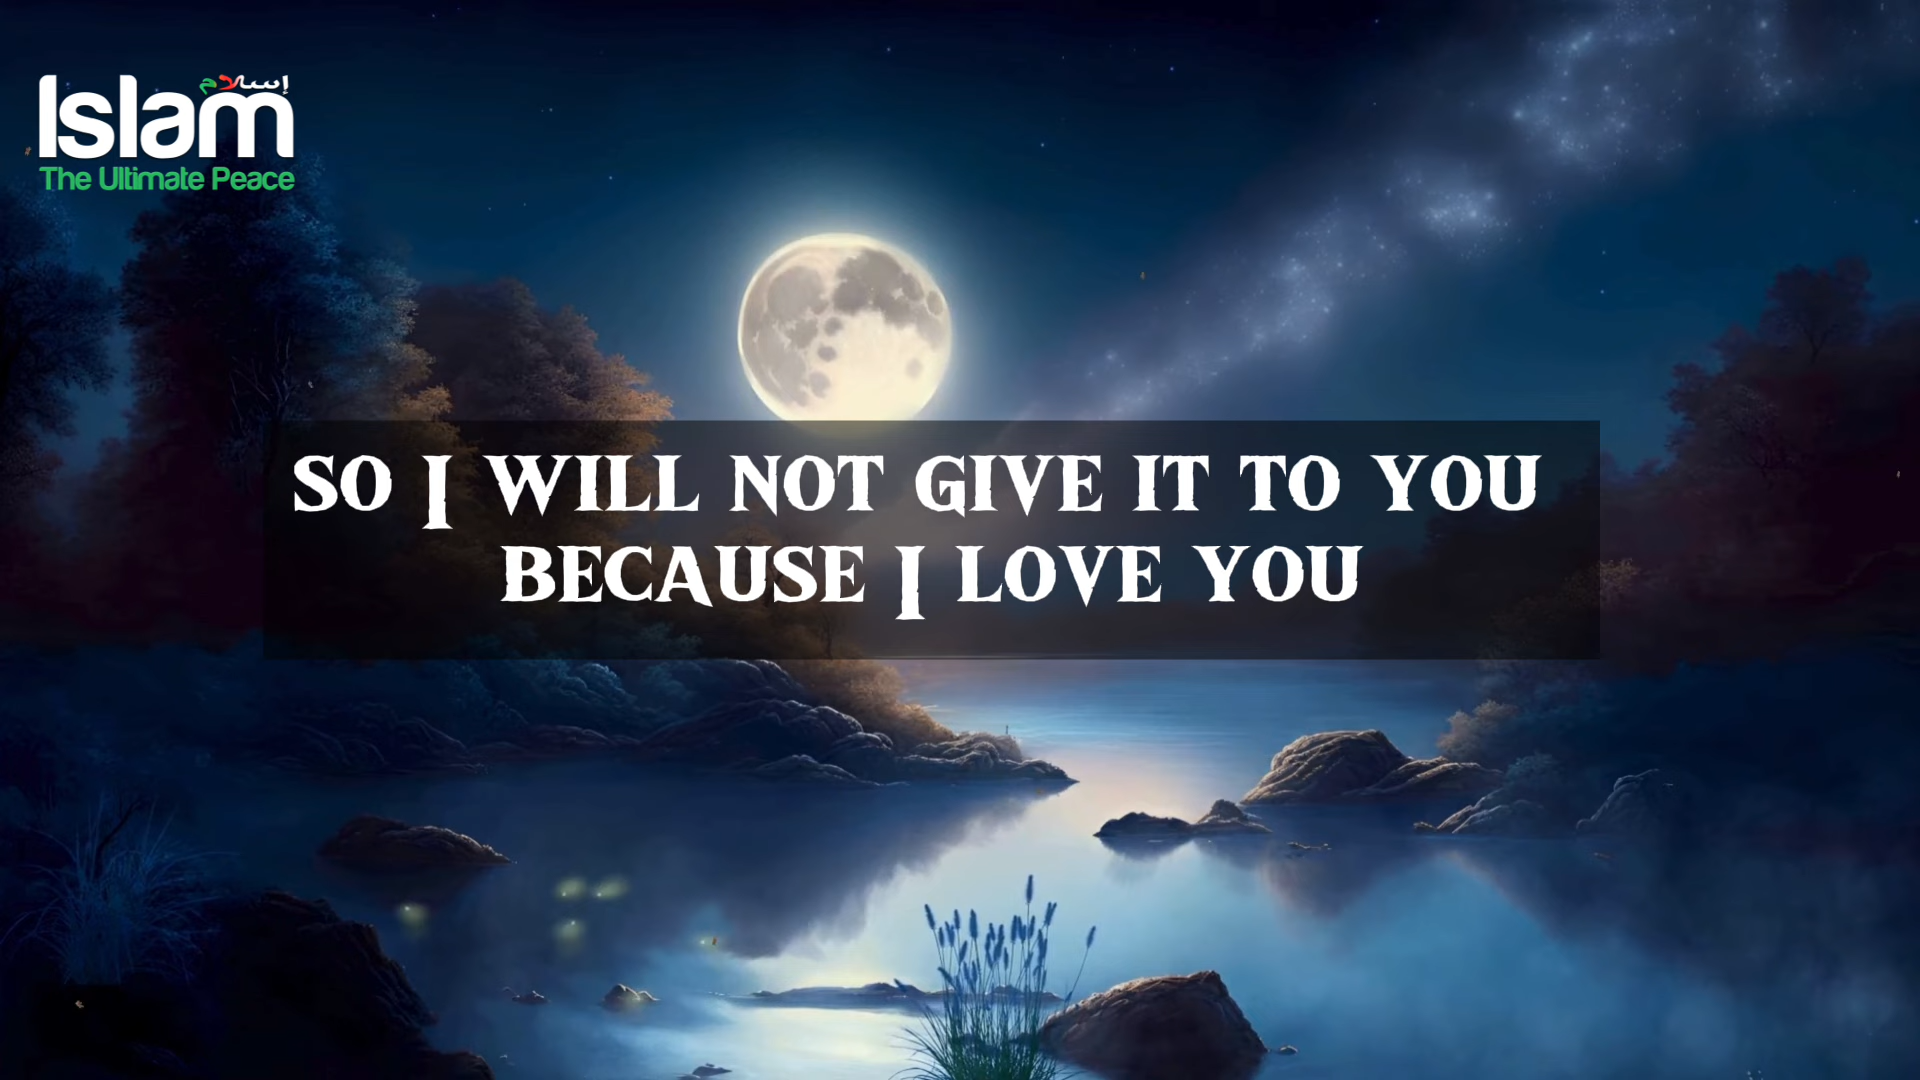 إسلام
Islam
The Ultimate Peace
SO I WILL NOT GIVE IT TO YOU
BECAUSE I LOVE YOU